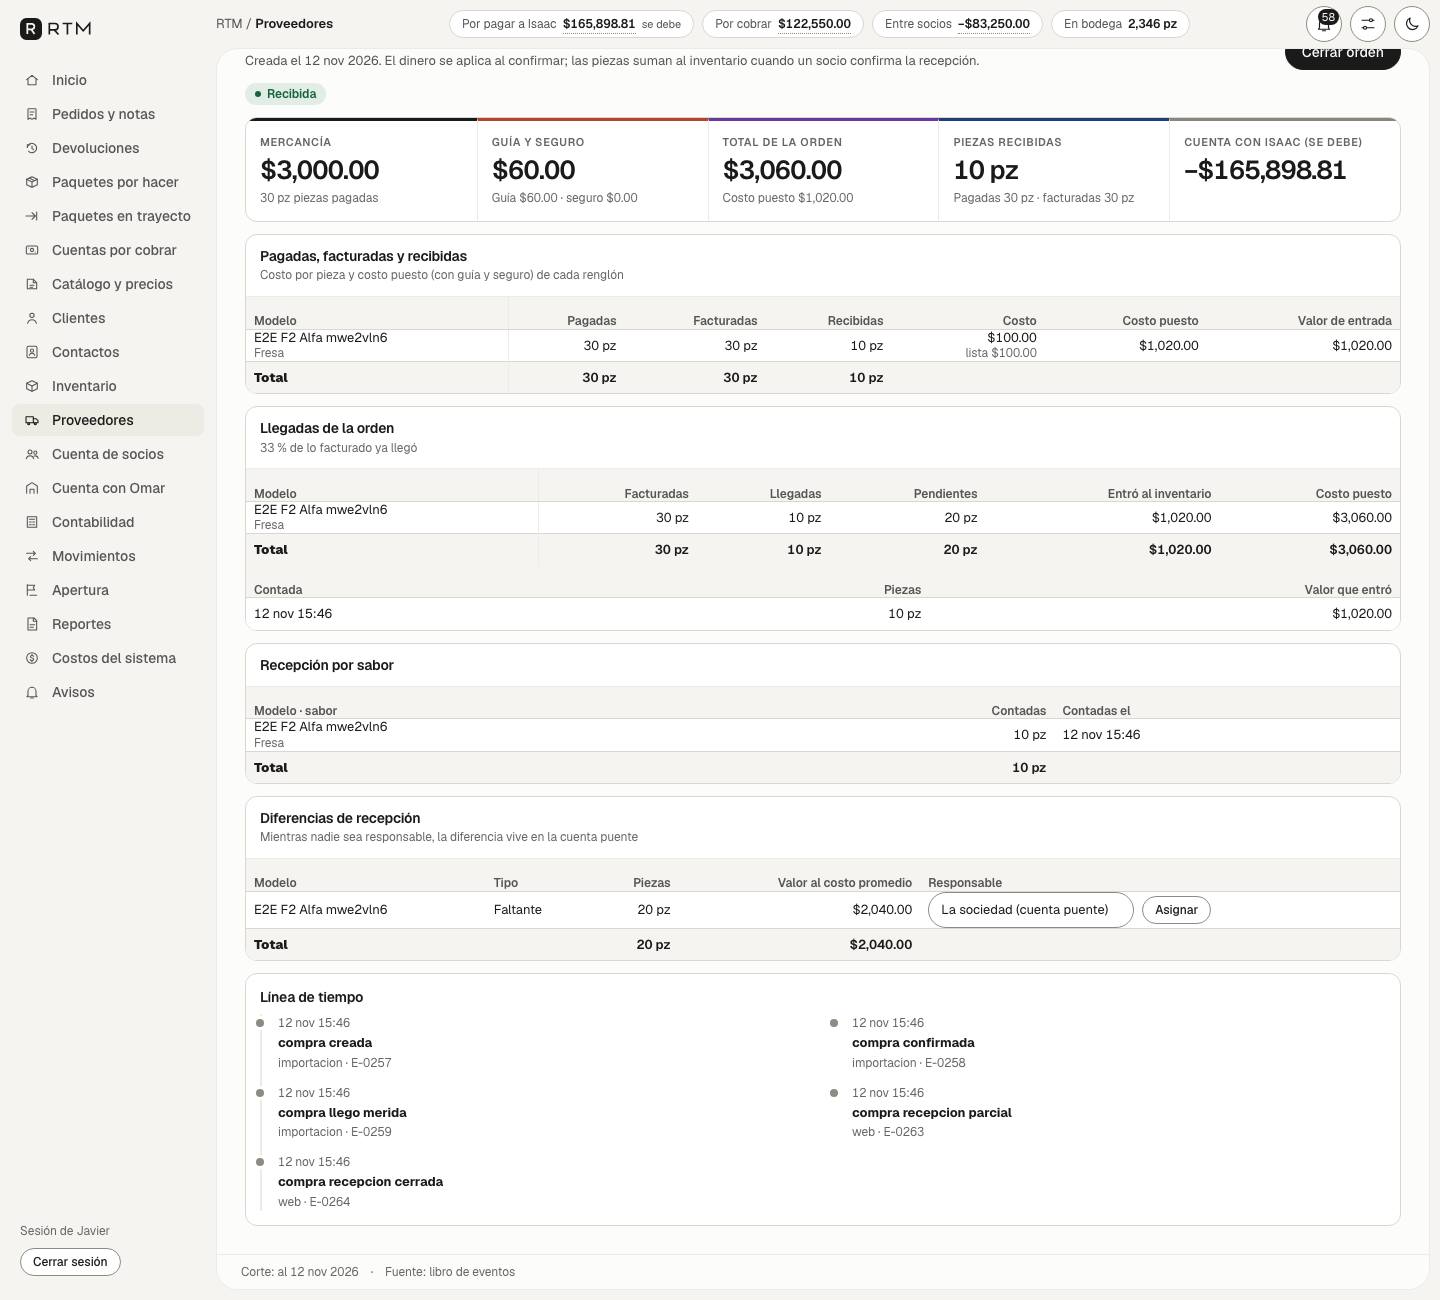 R RTM
RTM / Proveedores
Por pagar a Isaac $165,898.81 se debe
Por cobrar $122,550.00
Entre socios −$83,250.00
En bodega 2,346 pz
58
Inicio
Pedidos y notas
Devoluciones
Paquetes por hacer
Paquetes en trayecto
Cuentas por cobrar
Catálogo y precios
Clientes
Contactos
Inventario
Proveedores
Cuenta de socios
Cuenta con Omar
Contabilidad
Movimientos
Apertura
Reportes
Costos del sistema
Avisos
Sesión de Javier
Cerrar sesión
Creada el 12 nov 2026. El dinero se aplica al confirmar; las piezas suman al inventario cuando un socio confirma la recepción.
Cerrar orden
Recibida
MERCANCÍA
$3,000.00
30 pz piezas pagadas
GUÍA Y SEGURO
$60.00
Guía $60.00 · seguro $0.00
TOTAL DE LA ORDEN
$3,060.00
Costo puesto $1,020.00
PIEZAS RECIBIDAS
10 pz
Pagadas 30 pz · facturadas 30 pz
CUENTA CON ISAAC (SE DEBE)
−$165,898.81
Pagadas, facturadas y recibidas
Costo por pieza y costo puesto (con guía y seguro) de cada renglón
Modelo Pagadas Facturadas Recibidas Costo Costo puesto Valor de entrada
E2E F2 Alfa mwe2vln6 30 pz 30 pz 10 pz $100.00 $1,020.00 $1,020.00
Fresa lista $100.00
Total 30 pz 30 pz 10 pz
Llegadas de la orden
33 % de lo facturado ya llegó
Modelo Facturadas Llegadas Pendientes Entró al inventario Costo puesto
E2E F2 Alfa mwe2vln6 30 pz 10 pz 20 pz $1,020.00 $3,060.00
Fresa
Total 30 pz 10 pz 20 pz $1,020.00 $3,060.00
Contada Piezas Valor que entró
12 nov 15:46 10 pz $1,020.00
Recepción por sabor
Modelo · sabor Contadas Contadas el
E2E F2 Alfa mwe2vln6 10 pz 12 nov 15:46
Fresa
Total 10 pz
Diferencias de recepción
Mientras nadie sea responsable, la diferencia vive en la cuenta puente
Modelo Tipo Piezas Valor al costo promedio Responsable
E2E F2 Alfa mwe2vln6 Faltante 20 pz $2,040.00 La sociedad (cuenta puente) Asignar
Total 20 pz $2,040.00
Línea de tiempo
12 nov 15:46
compra creada
importacion · E-0257
12 nov 15:46
compra confirmada
importacion · E-0258
12 nov 15:46
compra llego merida
importacion · E-0259
12 nov 15:46
compra recepcion parcial
web · E-0263
12 nov 15:46
compra recepcion cerrada
web · E-0264
Corte: al 12 nov 2026 · Fuente: libro de eventos